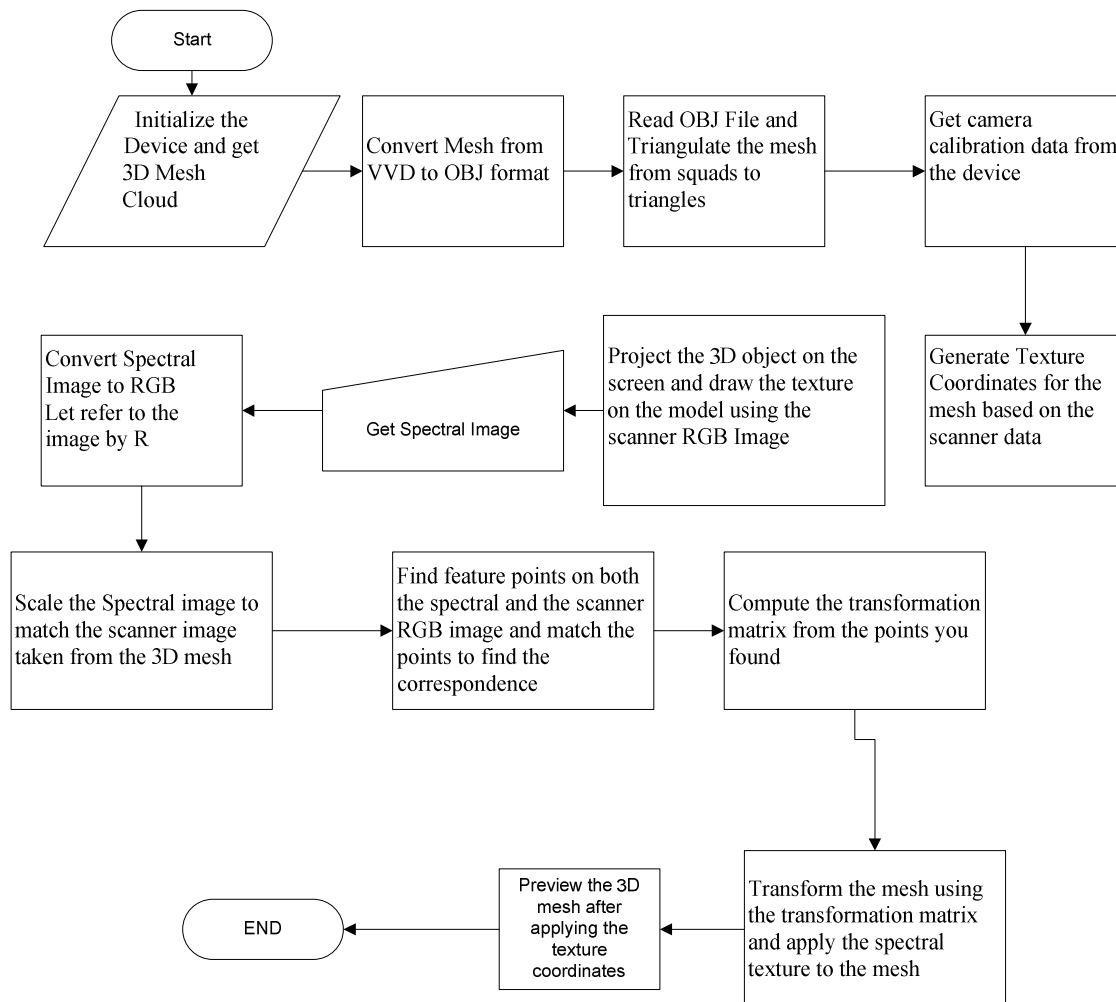 Start
Initialize the
Device and get
3D Mesh
Cloud
Convert Mesh from
VVD to OBJ format
Read OBJ File and
Triangulate the mesh
from squads to
triangles
Get camera
calibration data from
the device
Generate Texture
Coordinates for the
mesh based on the
scanner data
Project the 3D object on the
screen and draw the texture
on the model using the
scanner RGB Image
Get Spectral Image
Convert Spectral
Image to RGB
Let refer to the
image by R
Scale the Spectral image to
match the scanner image
taken from the 3D mesh
Find feature points on both
the spectral and the scanner
RGB image and match the
points to find the
correspondence
Compute the transformation
matrix from the points you
found
Transform the mesh using
the transformation matrix
and apply the spectral
texture to the mesh
Preview the 3D
mesh after
applying the
texture
coordinates
END